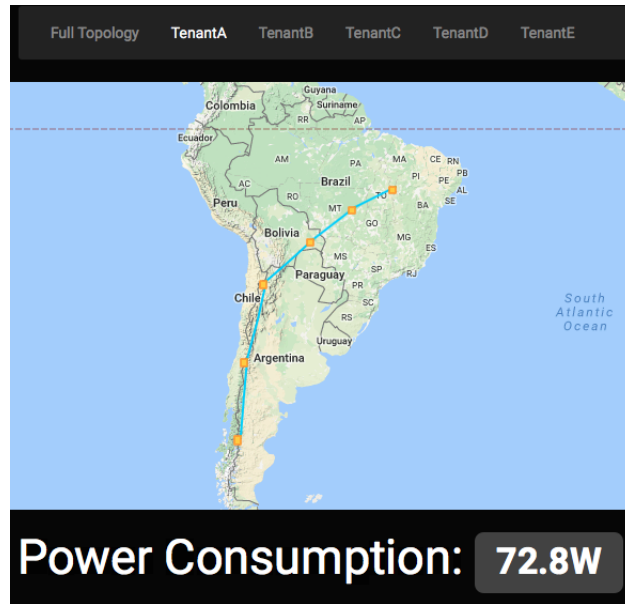 Full Topology TenantA TenantB TenantC TenantD TenantE
Guyana
Colombia Suriname
RR AP
Ecuador
AM PA MA CE RN
PB
AC Brazil PI PE AL
RO TO SE
Peru MT BA
GO
Bolivia MG
ES
MS
Paraguay SP RJ
PR
Chile SC
RS
South
Atlantic
Ocean
Uruguay
Argentina
Power Consumption: 72.8W